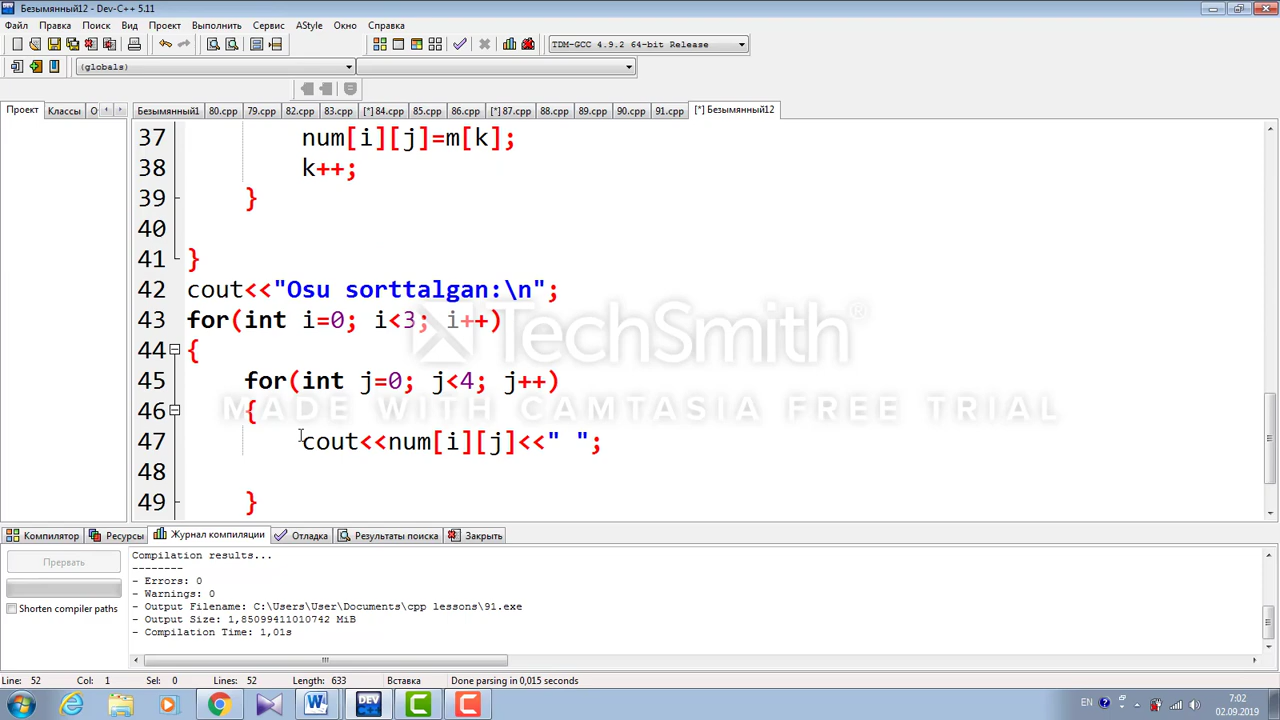 Безымянный12 - Dev-C++ 5.11
Файл Правка Поиск Вид Проект Выполнить Сервис AStyle Окно Справка
TDM-GCC 4.9.2 64-bit Release
(globals)
Проект Классы О
Безымянный1 80.cpp 79.cpp 82.cpp 83.cpp [*] 84.cpp 85.cpp 86.cpp [*] 87.cpp 88.cpp 89.cpp 90.cpp 91.cpp [*] Безымянный12
37 num[i][j]=m[k];
38 k++;
39 }
40
41 }
42 cout<<"Osu sorttalgan:\n";
43 for(int i=0; i<3; i++)
44 {
45 for(int j=0; j<4; j++)
46 {
47 cout<<num[i][j]<<" ";
48
49 }
TechSmith®
MADE WITH CAMTASIA FREE TRIAL
Компилятор Ресурсы Журнал компиляции Отладка Результаты поиска Закрыть
Прервать
Shorten compiler paths
Compilation results...
--------
- Errors: 0
- Warnings: 0
- Output Filename: C:\Users\User\Documents\cpp lessons\91.exe
- Output Size: 1,85099411010742 MiB
- Compilation Time: 1,01s
Line: 52 Col: 1 Sel: 0 Lines: 52 Length: 633 Вставка Done parsing in 0,015 seconds
EN 7:02
02.09.2019